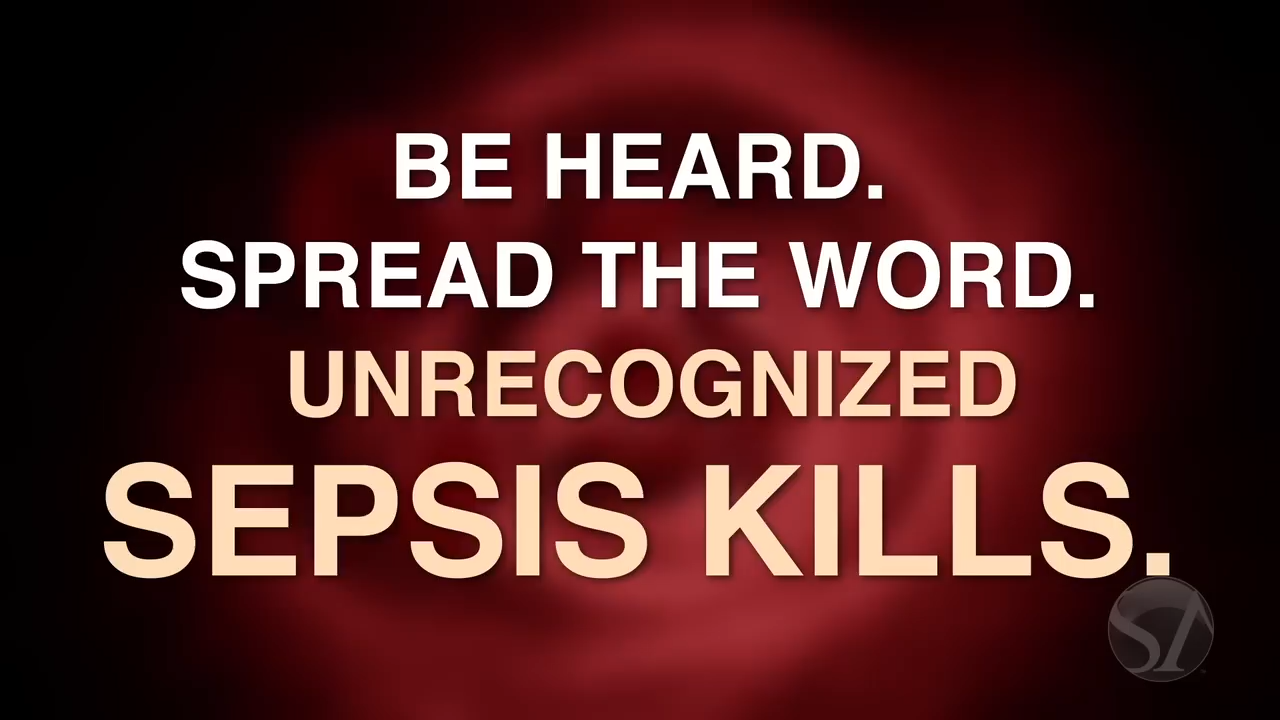 BE HEARD.
SPREAD THE WORD.
UNRECOGNIZED
SEPSIS KILLS.
SA